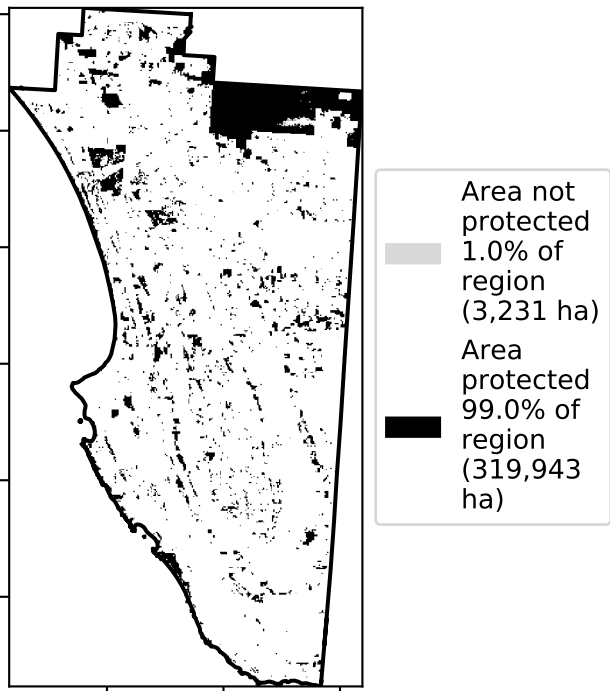 Area not
protected
1.0% of
region
(3,231 ha)
Area
protected
99.0% of
region
(319,943
ha)